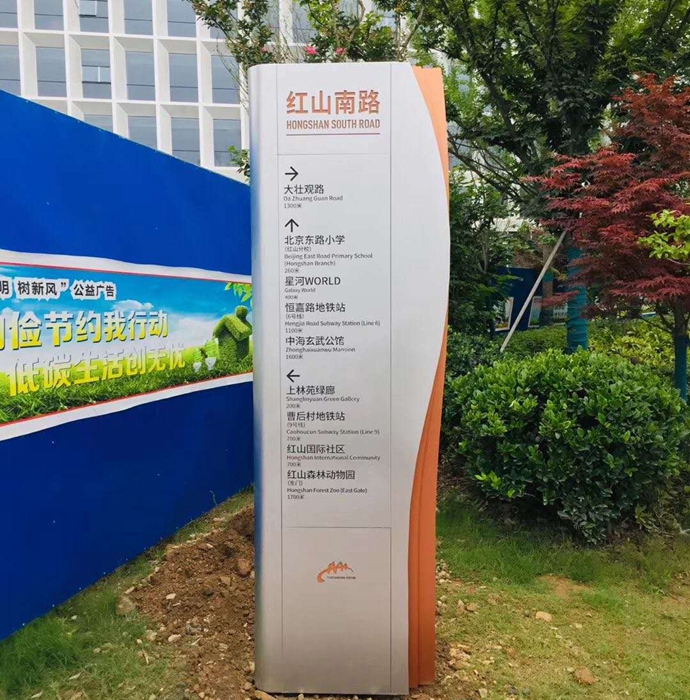 红山南路
HONGSHAN SOUTH ROAD
大壮观路
Da Zhuang Guan Road
1300米
北京东路小学
(红山分校)
Beijing East Road Primary School
(Hongshan Branch)
260米
星河WORLD
Galaxy World
400米
恒嘉路地铁站
(6号线)
Hengjia Road Subway Station (Line 6)
1100米
中海玄武公馆
Zhonghaixuanwu Mansion
1600米
上林苑绿廊
Shanglinyuan Green Gallery
200米
曹后村地铁站
(9号线)
Caohoucun Subway Station (Line 9)
700米
红山国际社区
Hongshan International Community
700米
红山森林动物园
(东门)
Hongshan Forest Zoo (East Gate)
1700米
明 树新风”公益广告
俭节约我行动
低碳生活创无忧